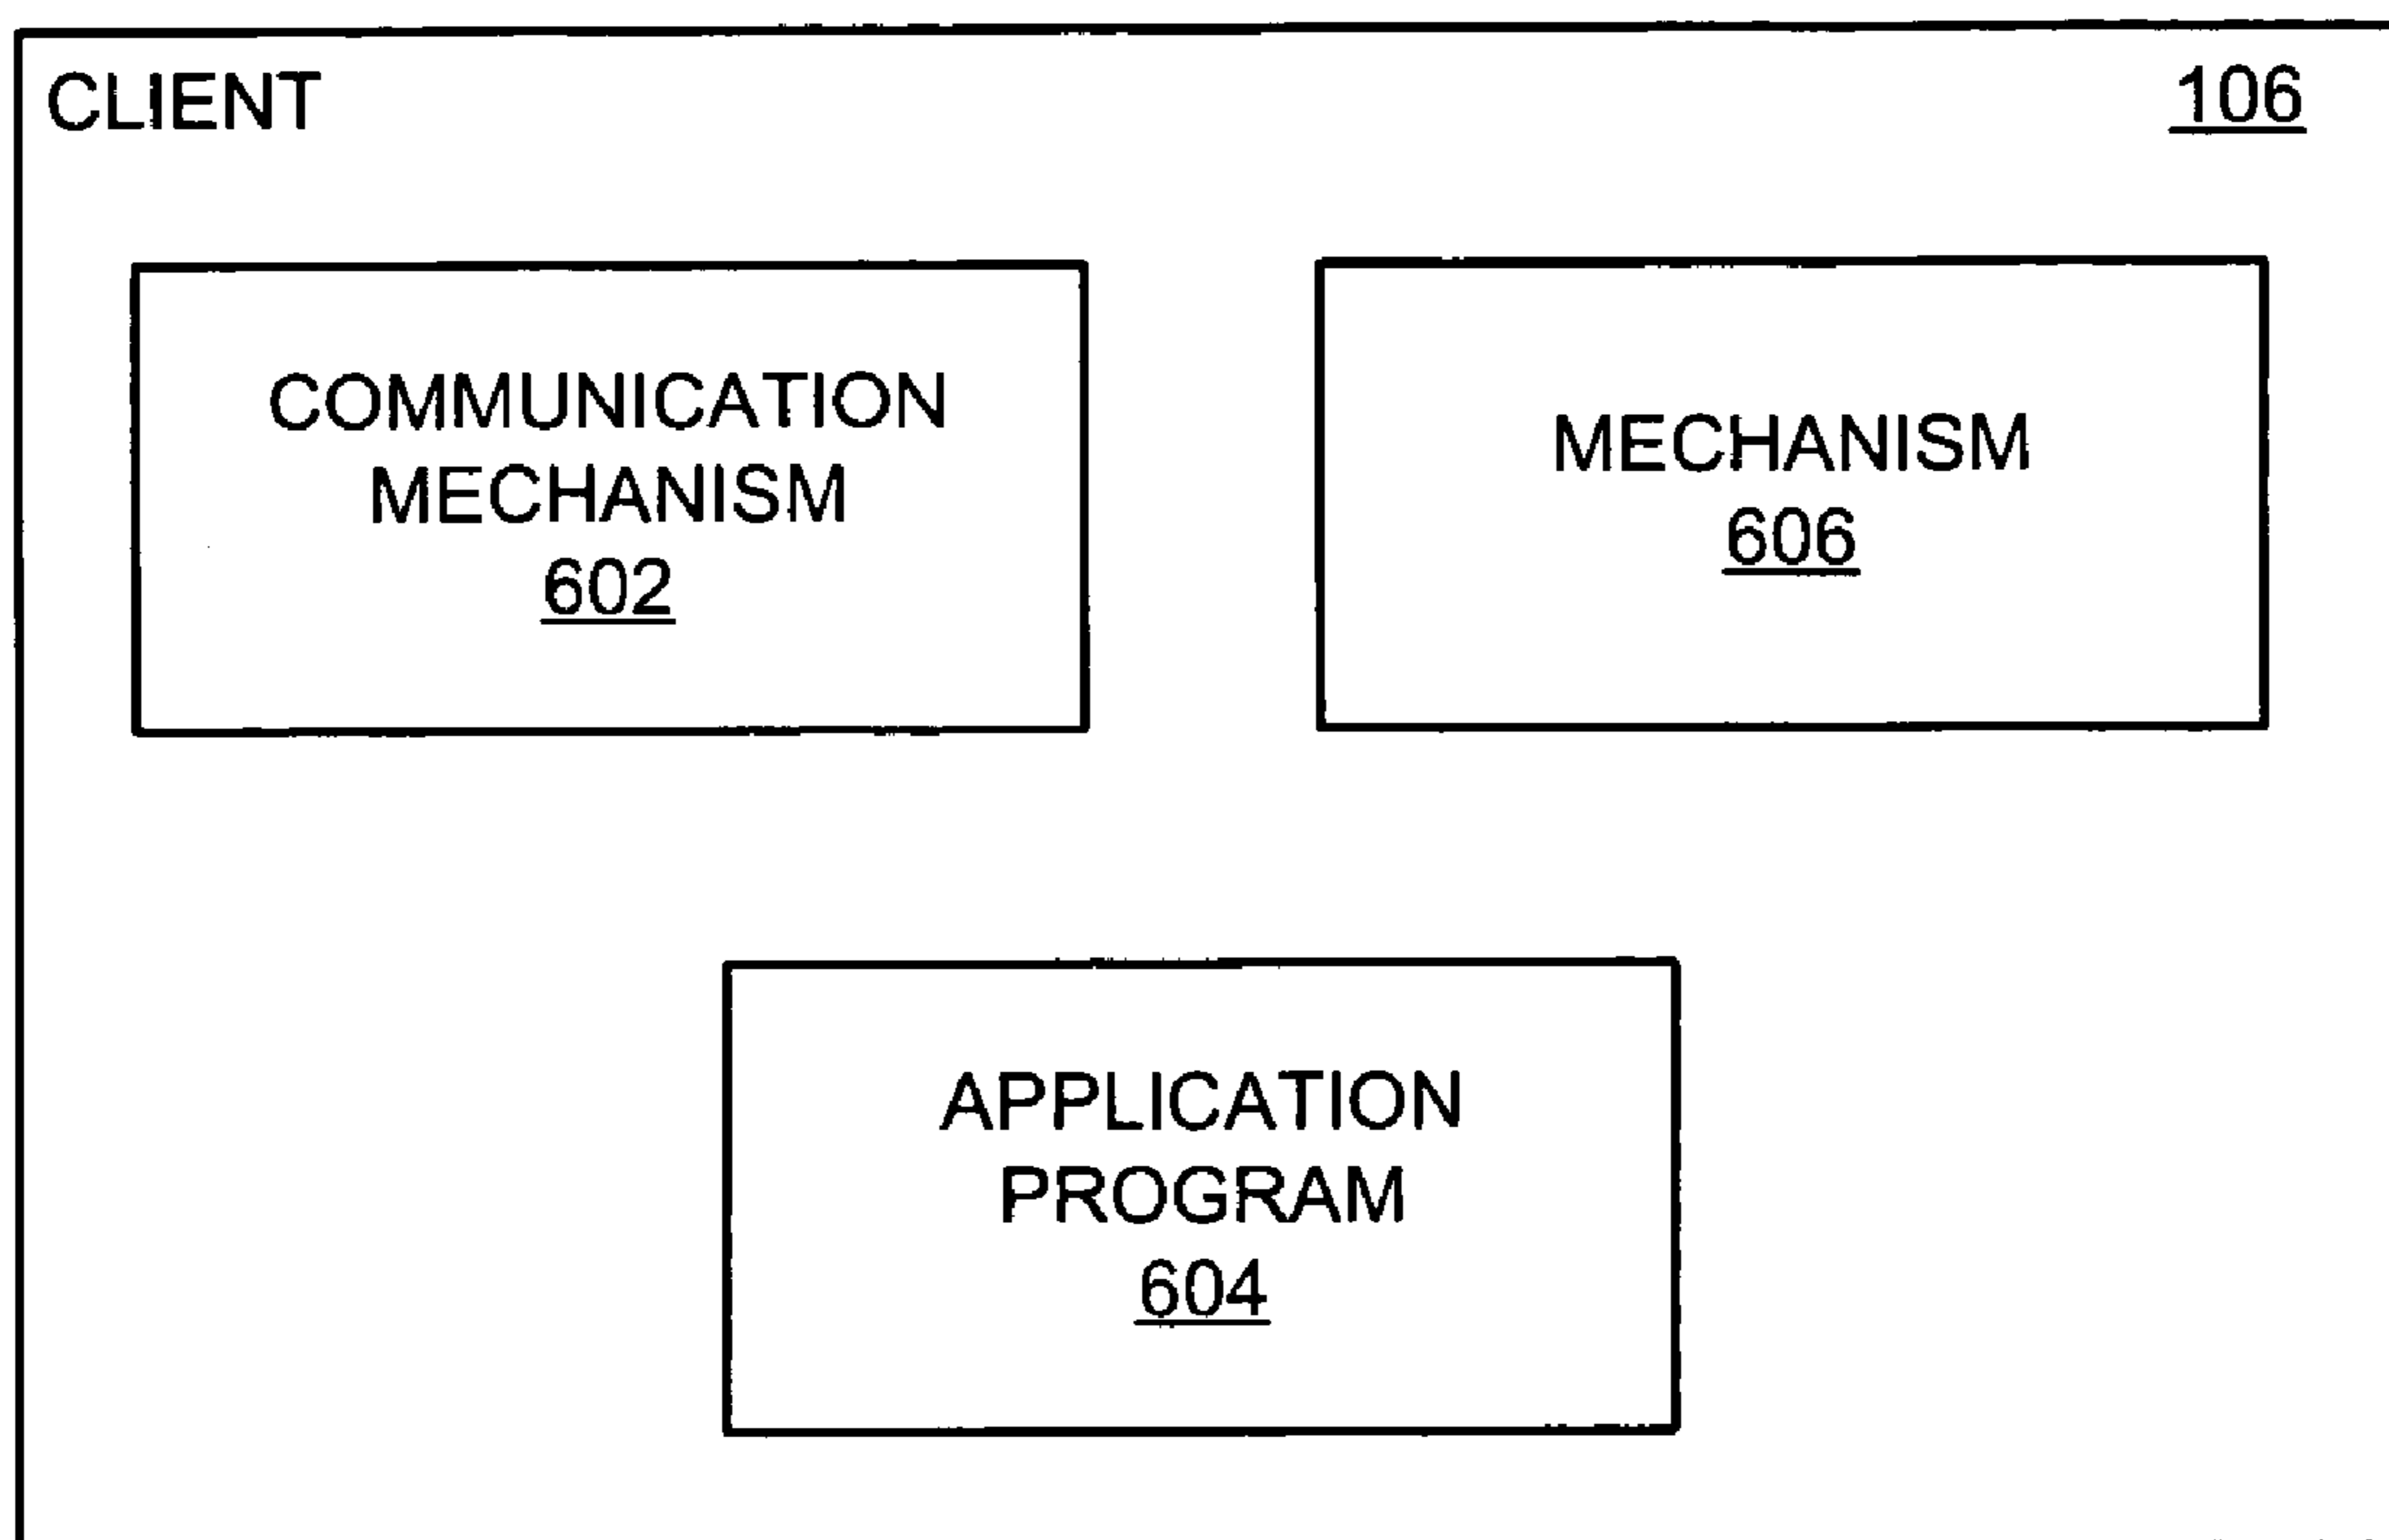 CLIENT
106
COMMUNICATION
MECHANISM
602
MECHANISM
606
APPLICATION
PROGRAM
604